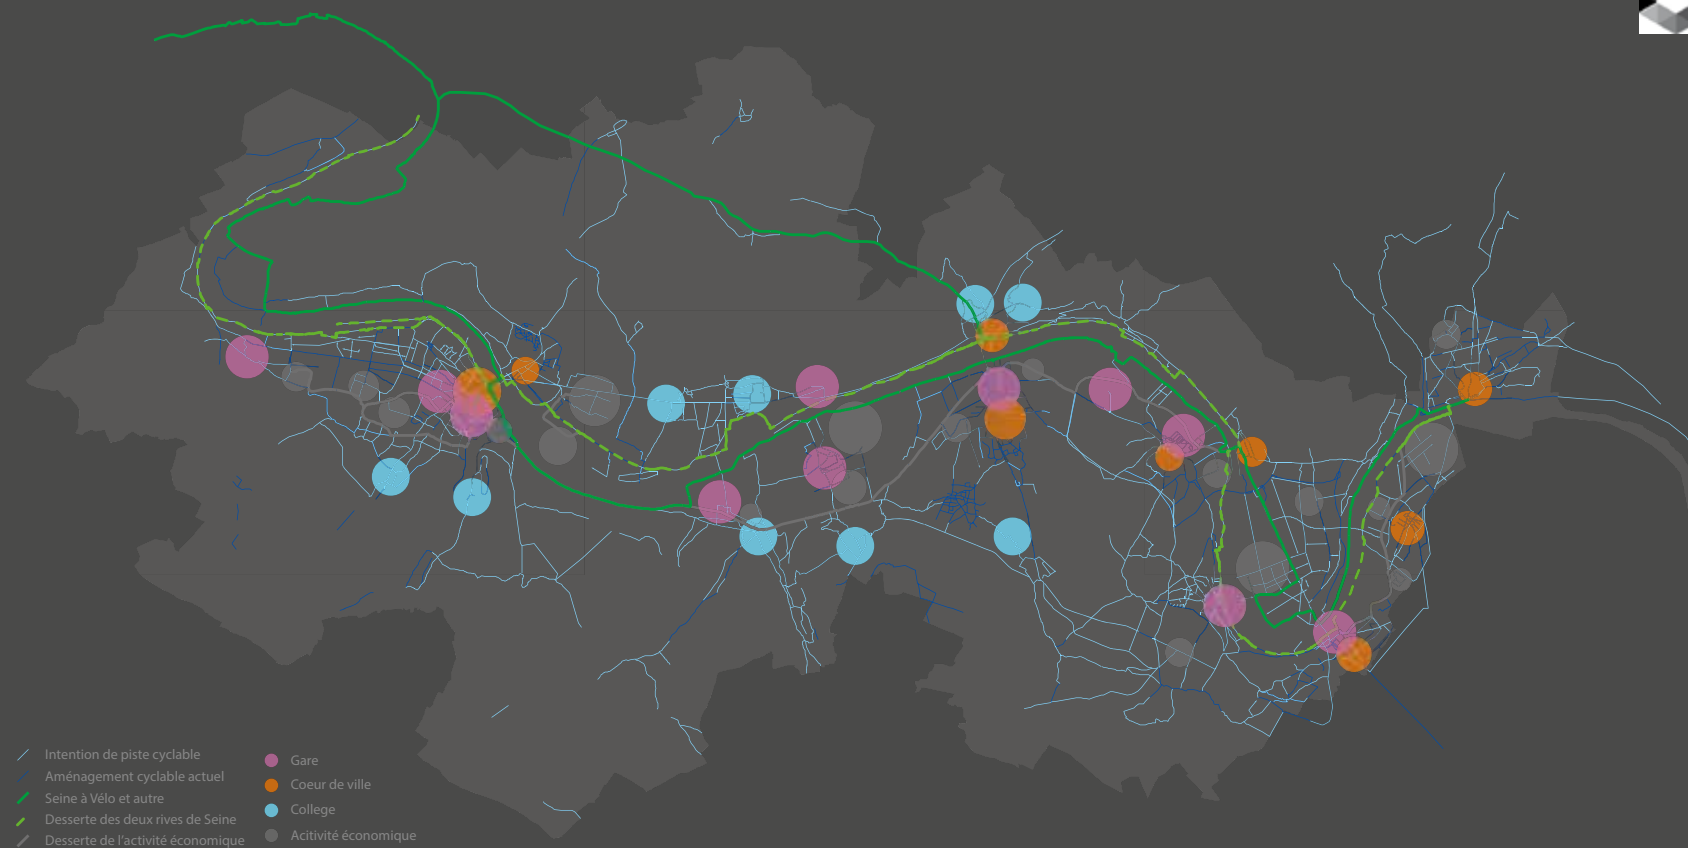 Intention de piste cyclable
Aménagement cyclable actuel
Seine à Vélo et autre
Desserte des deux rives de Seine
Desserte de l'activité économique
Gare
Coeur de ville
College
Acitivité économique